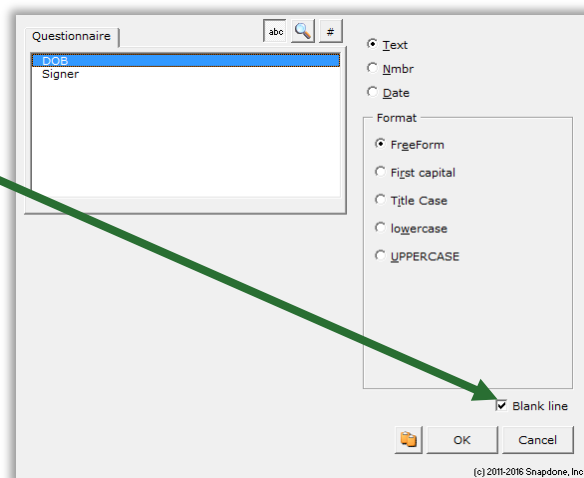 Questionnaire
abc
#
DOB
Signer
Text
Nmbr
Date
Format
FreeForm
First capital
Title Case
lowercase
UPPERCASE
Blank line
OK
Cancel
(c) 2011-2016 Snapdone, Inc